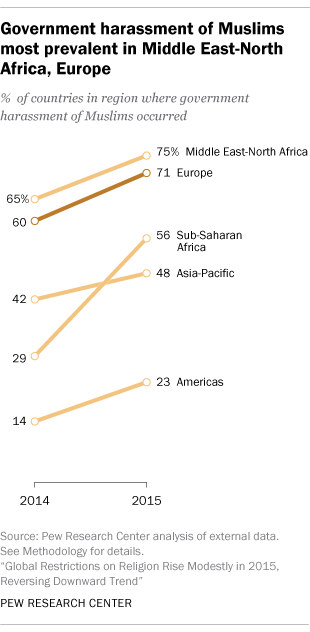 Government harassment of Muslims
most prevalent in Middle East-North
Africa, Europe
% of countries in region where government
harassment of Muslims occurred
75% Middle East-North Africa
71 Europe
65%
60
56 Sub-Saharan
Africa
48 Asia-Pacific
42
29
23 Americas
14
2014 2015
Source: Pew Research Center analysis of external data.
See Methodology for details.
“Global Restrictions on Religion Rise Modestly in 2015,
Reversing Downward Trend”
PEW RESEARCH CENTER